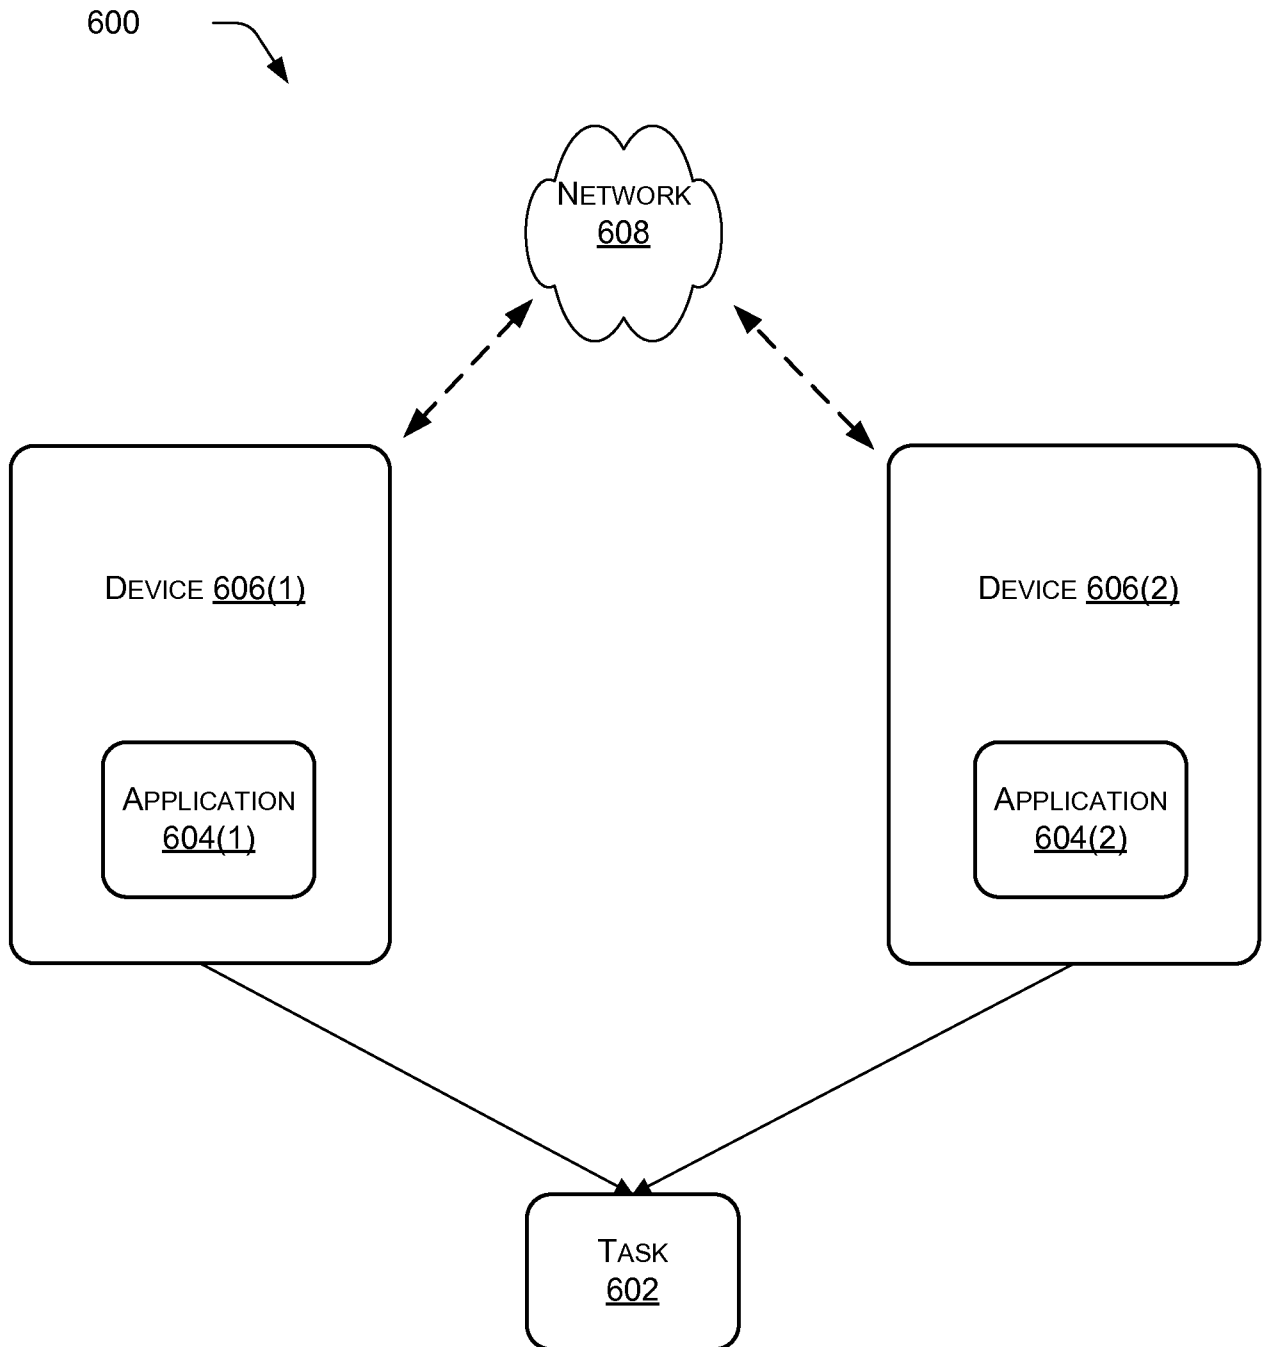 600
NETWORK
608
DEVICE 606(1)
DEVICE 606(2)
APPLICATION
604(1)
APPLICATION
604(2)
TASK
602